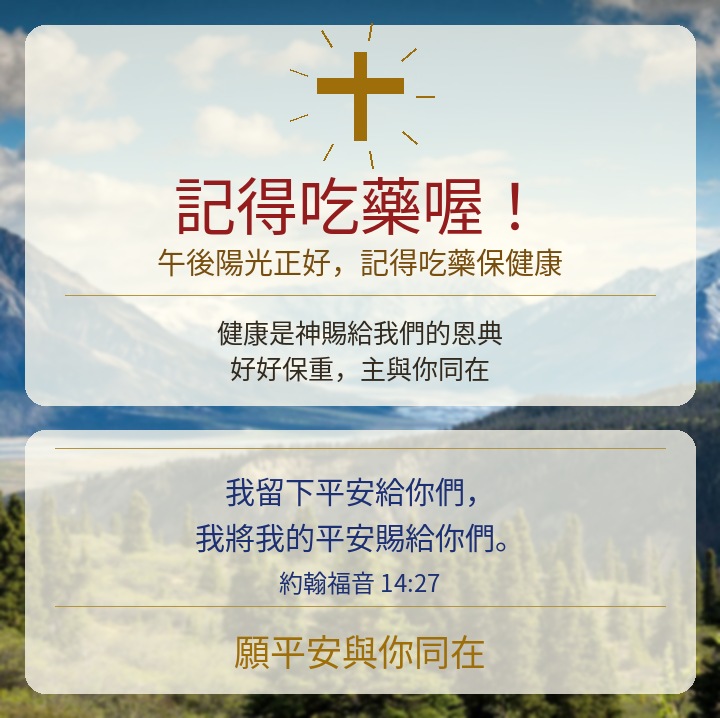 記得吃藥喔！
午後陽光正好，記得吃藥保健康
健康是神賜給我們的恩典
好好保重，主與你同在
我留下平安給你們，
我將我的平安賜給你們。
約翰福音 14:27
願平安與你同在